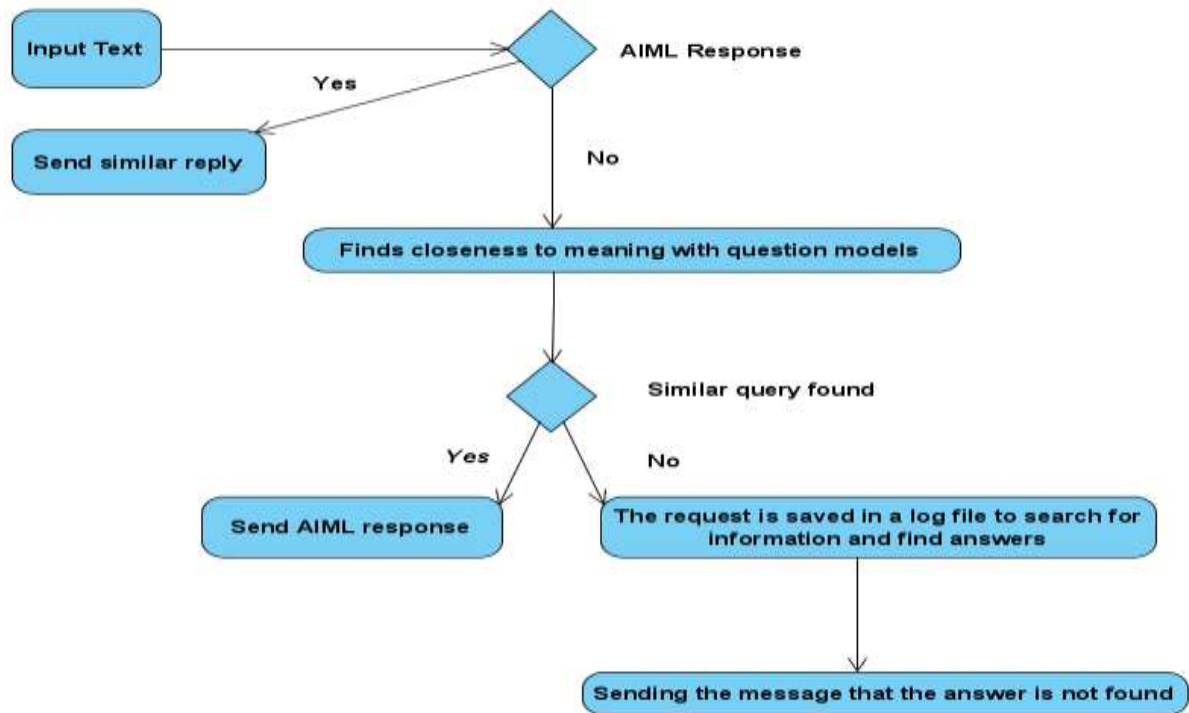 Input Text
AIML Response
Yes
Send similar reply
No
Finds closeness to meaning with question models
Similar query found
Yes
No
Send AIML response
The request is saved in a log file to search for
information and find answers
Sending the message that the answer is not found